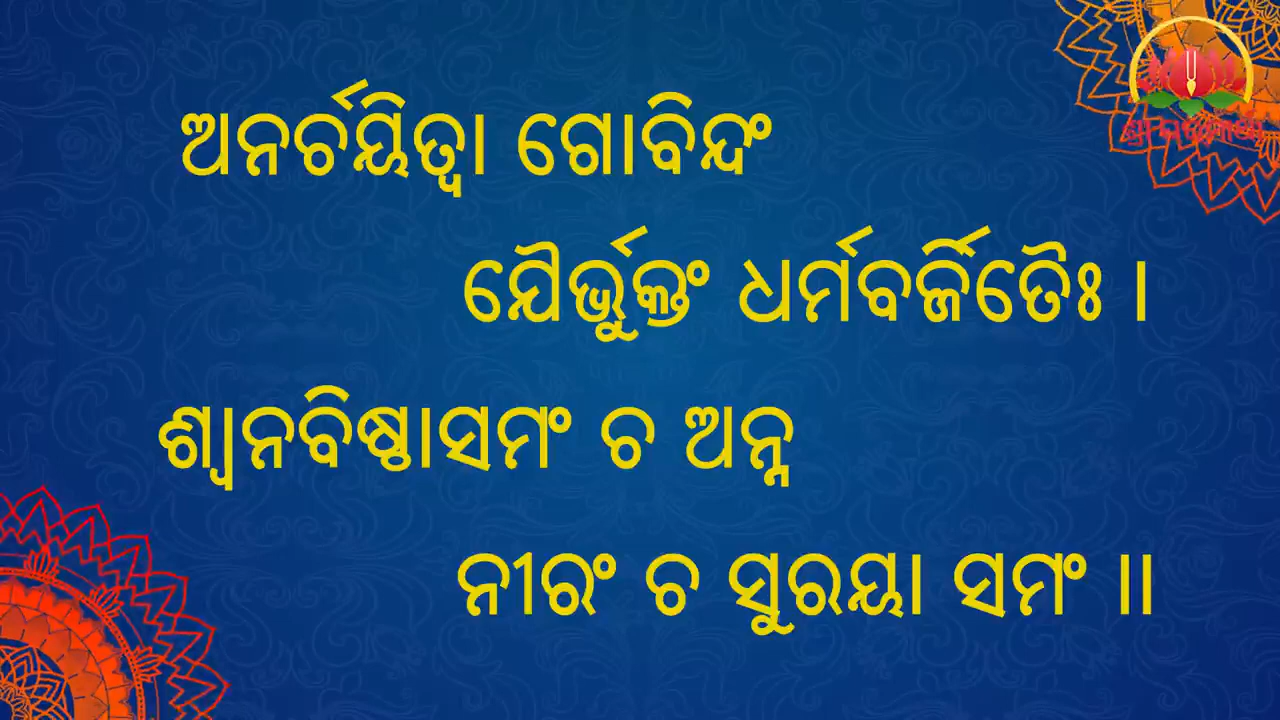 ଅନର୍ଚୟିତ୍ୱା ଗୋବିନ୍ଦଂ
ଯୈର୍ଭୁକ୍ତଂ ଧର୍ମବର୍ଜିତୈଃ ।
ଶ୍ୱାନବିଷ୍ଠାସମଂ ଚ ଅନ୍ନ
ନୀରଂ ଚ ସୁରୟା ସମଂ ॥